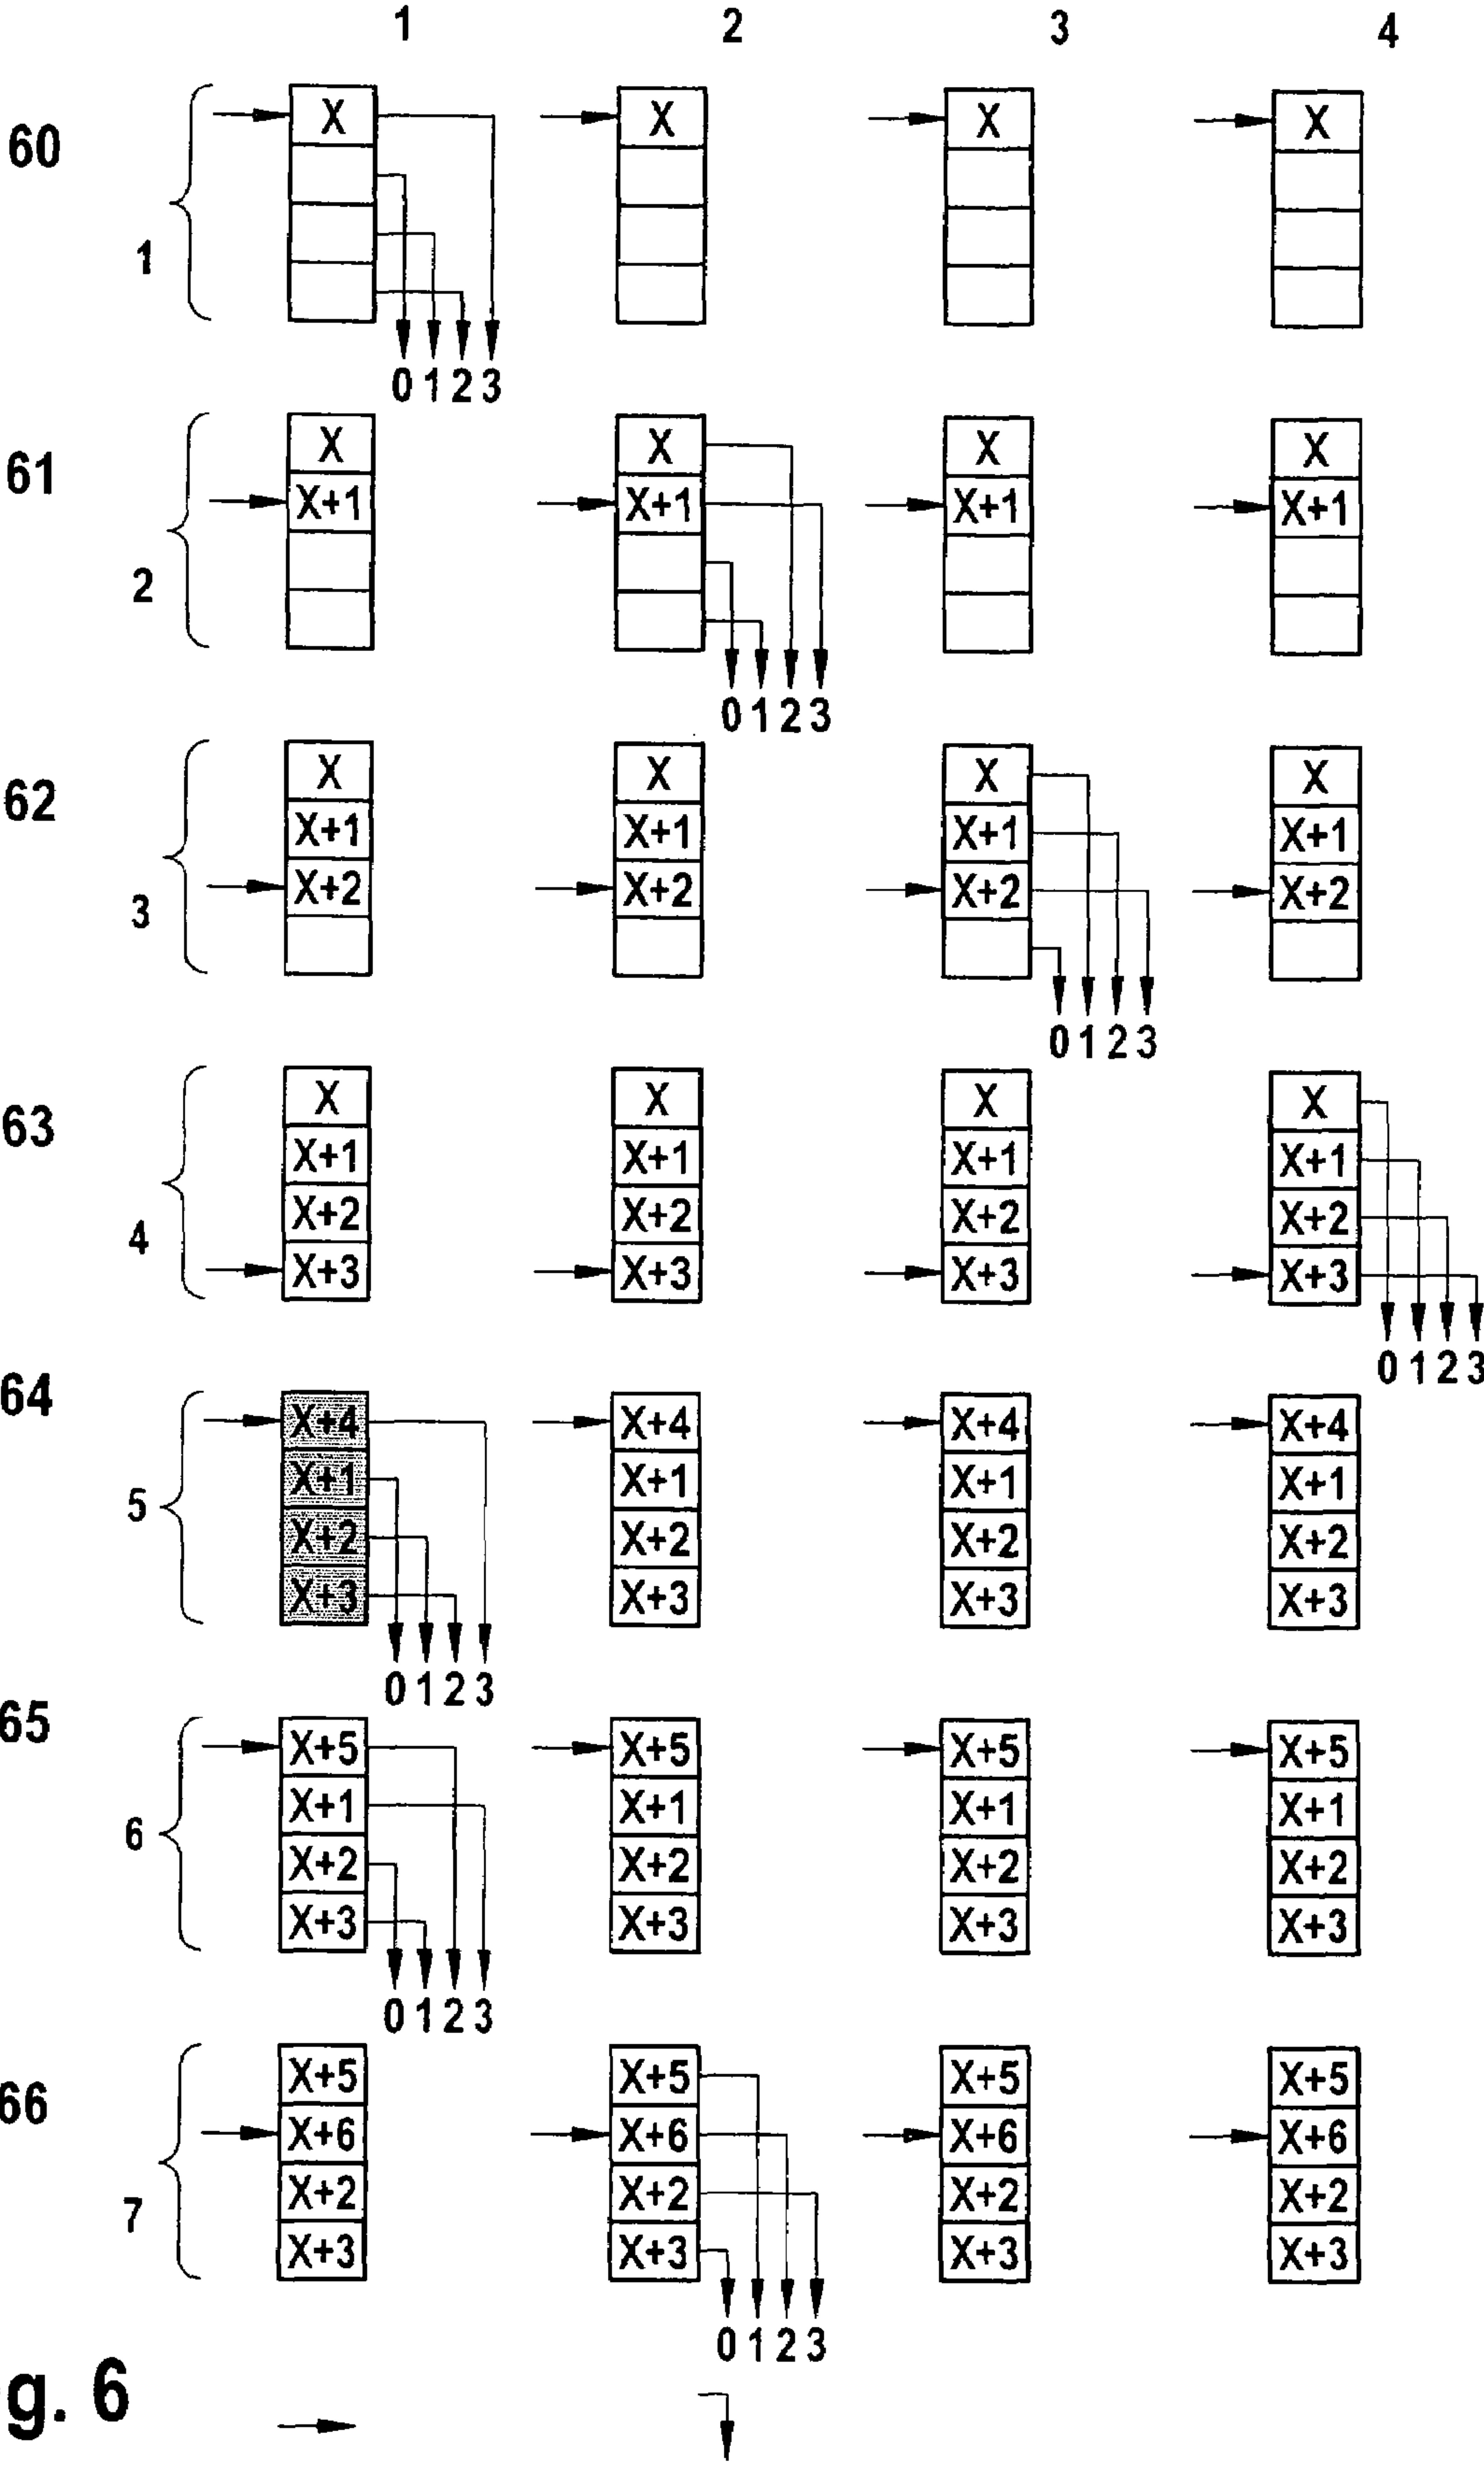 1 2 3 4
60
X X X X
1
0 1 2 3
61
X X X X
X+1 X+1 X+1 X+1
2
0 1 2 3
62
X X X X
X+1 X+1 X+1 X+1
X+2 X+2 X+2 X+2
3
0 1 2 3
63
X X X X
X+1 X+1 X+1 X+1
X+2 X+2 X+2 X+2
4
X+3 X+3 X+3 X+3
0 1 2 3
64
X+4 X+4 X+4 X+4
X+1 X+1 X+1 X+1
5
X+2 X+2 X+2 X+2
X+3 X+3 X+3 X+3
0 1 2 3
65
X+5 X+5 X+5 X+5
X+1 X+1 X+1 X+1
6
X+2 X+2 X+2 X+2
X+3 X+3 X+3 X+3
0 1 2 3
66
X+5 X+5 X+5 X+5
X+6 X+6 X+6 X+6
X+2 X+2 X+2 X+2
7
X+3 X+3 X+3 X+3
0 1 2 3
g. 6